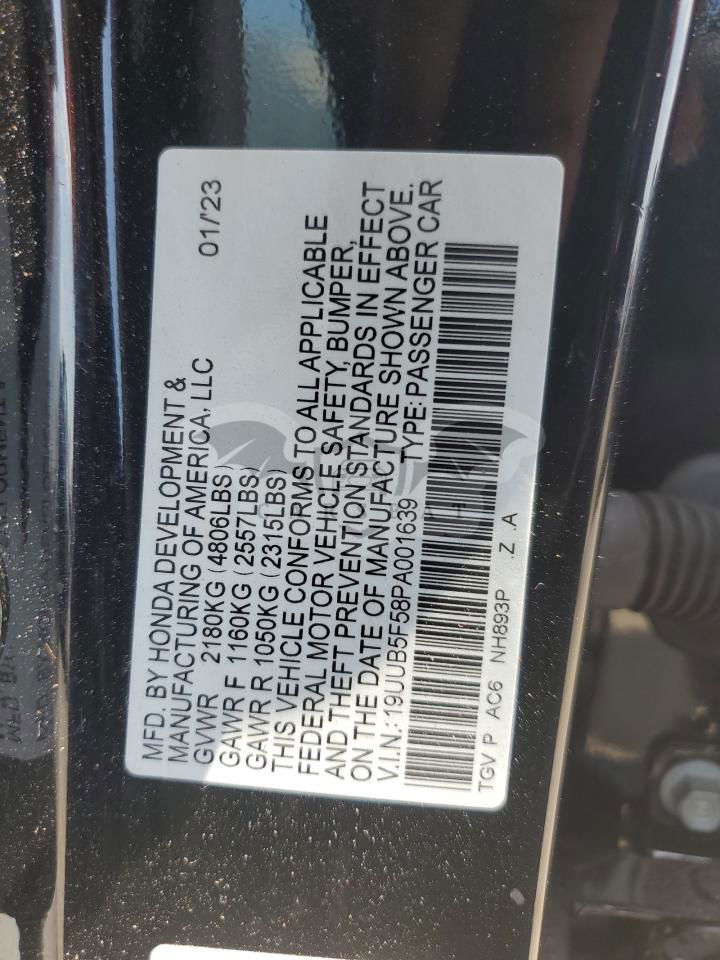 MFD. BY HONDA DEVELOPMENT &
MANUFACTURING OF AMERICA, LLC 01/'23
GVWR 2180KG (4806LBS)
GAWR F 1160KG (2557LBS)
GAWR R 1050KG (2315LBS)
THIS VEHICLE CONFORMS TO ALL APPLICABLE
FEDERAL MOTOR VEHICLE SAFETY, BUMPER,
AND THEFT PREVENTION STANDARDS IN EFFECT
ON THE DATE OF MANUFACTURE SHOWN ABOVE.
V.I.N.: 19UUB5F58PA001639 TYPE: PASSENGER CAR
TGV P AC6 NH893P Z .A